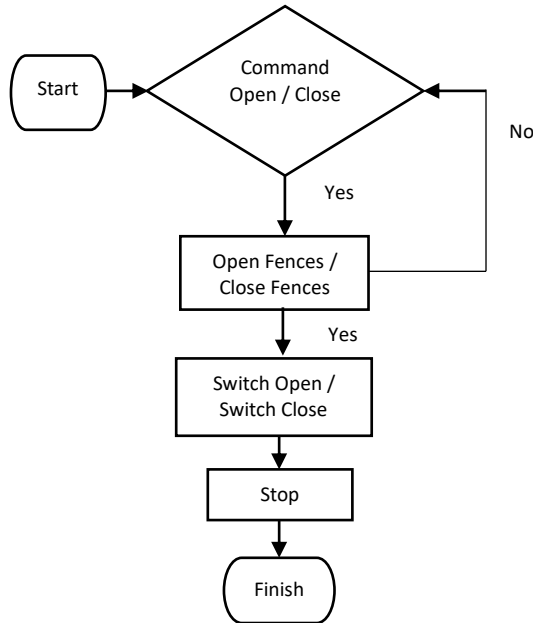 Command
Open / Close
Start
No
Yes
Open Fences /
Close Fences
Yes
Switch Open /
Switch Close
Stop
Finish